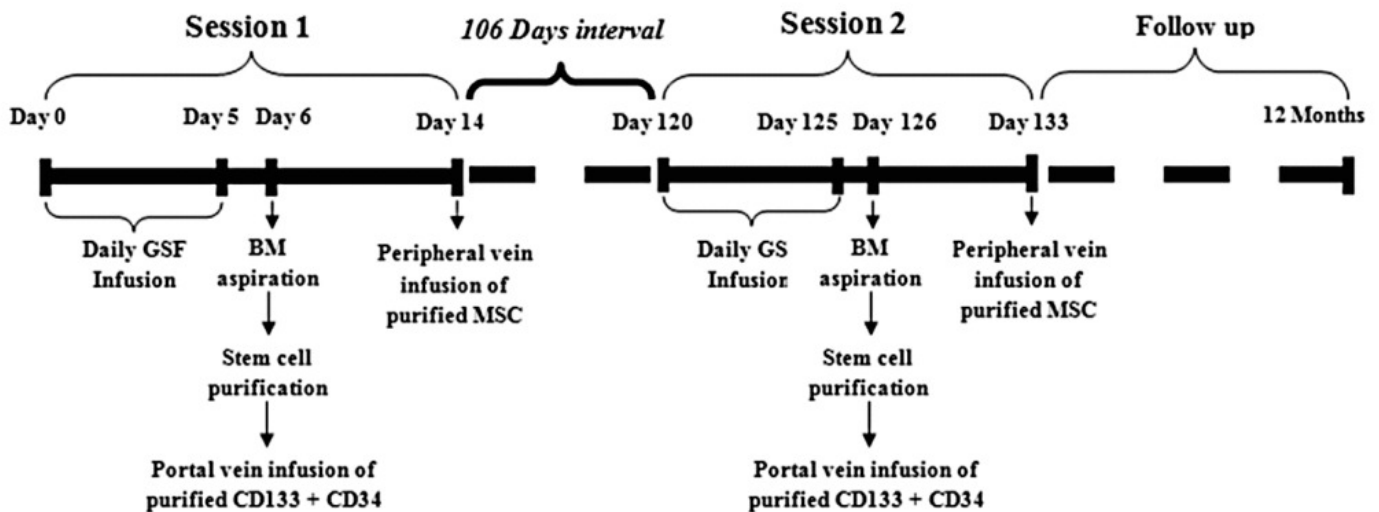 Session 1
106 Days interval
Session 2
Follow up
Day 0
Day 5
Day 6
Day 14
Day 120
Day 125
Day 126
Day 133
12 Months
Daily GSF
Infusion
BM
aspiration
Peripheral vein
infusion of
purified MSC
Daily GS
Infusion
BM
aspiration
Peripheral vein
infusion of
purified MSC
Stem cell
purification
Stem cell
purification
Portal vein infusion of
purified CD133 + CD34
Portal vein infusion of
purified CD133 + CD34